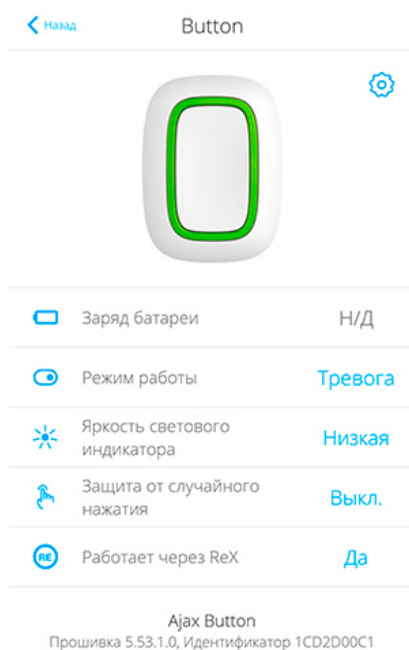 Назад
Button
Заряд батареи Н/Д
Режим работы Тревога
Яркость светового
индикатора Низкая
Защита от случайного
нажатия Выкл.
RE Работает через ReX Да
Ajax Button
Прошивка 5.53.1.0, Идентификатор 1CD2D00C1